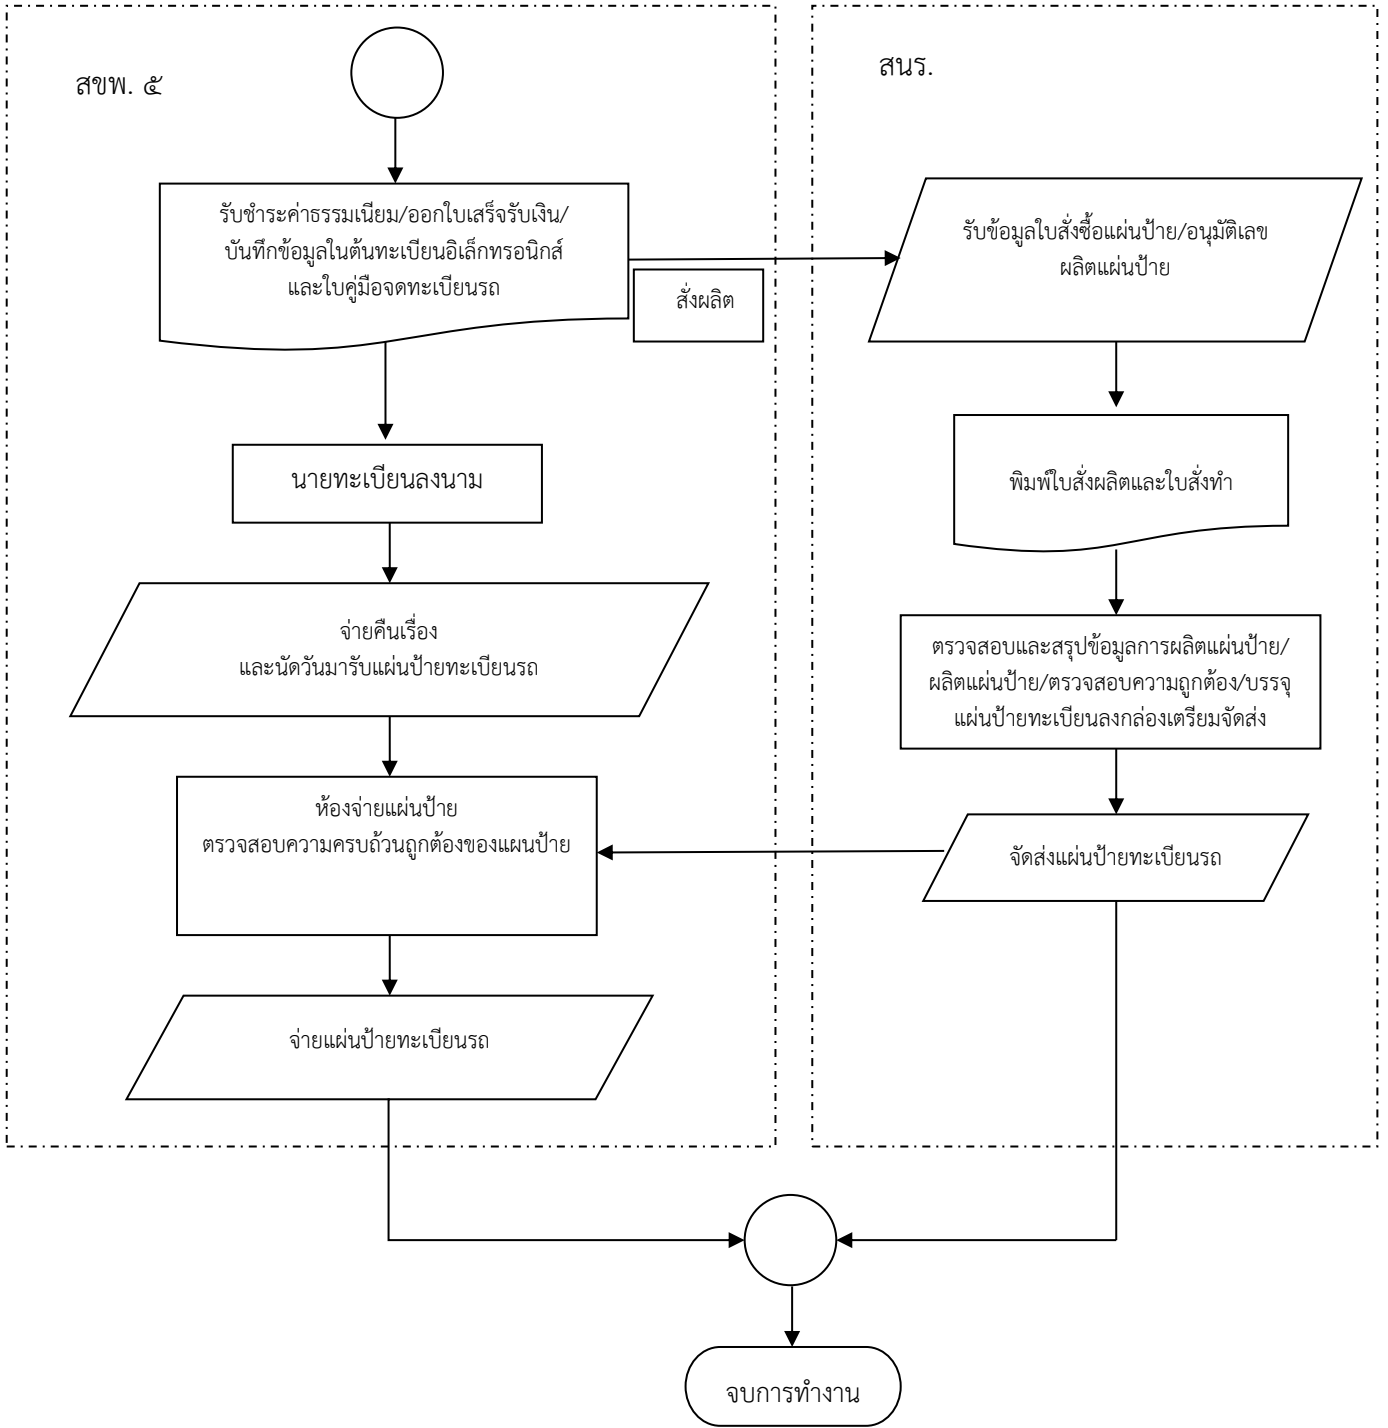 สขพ. ๕
รับชำระค่าธรรมเนียม/ออกใบเสร็จรับเงิน/
บันทึกข้อมูลในต้นทะเบียนอิเล็กทรอนิกส์
และใบคู่มือจดทะเบียนรถ
สั่งผลิต
นายทะเบียนลงนาม
จ่ายคืนเรื่อง
และนัดวันมารับแผ่นป้ายทะเบียนรถ
ห้องจ่ายแผ่นป้าย
ตรวจสอบความครบถ้วนถูกต้องของแผนป้าย
จ่ายแผ่นป้ายทะเบียนรถ
สนร.
รับข้อมูลใบสั่งซื้อแผ่นป้าย/อนุมัติเลข
ผลิตแผ่นป้าย
พิมพ์ใบสั่งผลิตและใบสั่งทำ
ตรวจสอบและสรุปข้อมูลการผลิตแผ่นป้าย/
ผลิตแผ่นป้าย/ตรวจสอบความถูกต้อง/บรรจุ
แผ่นป้ายทะเบียนลงกล่องเตรียมจัดส่ง
จัดส่งแผ่นป้ายทะเบียนรถ
จบการทำงาน